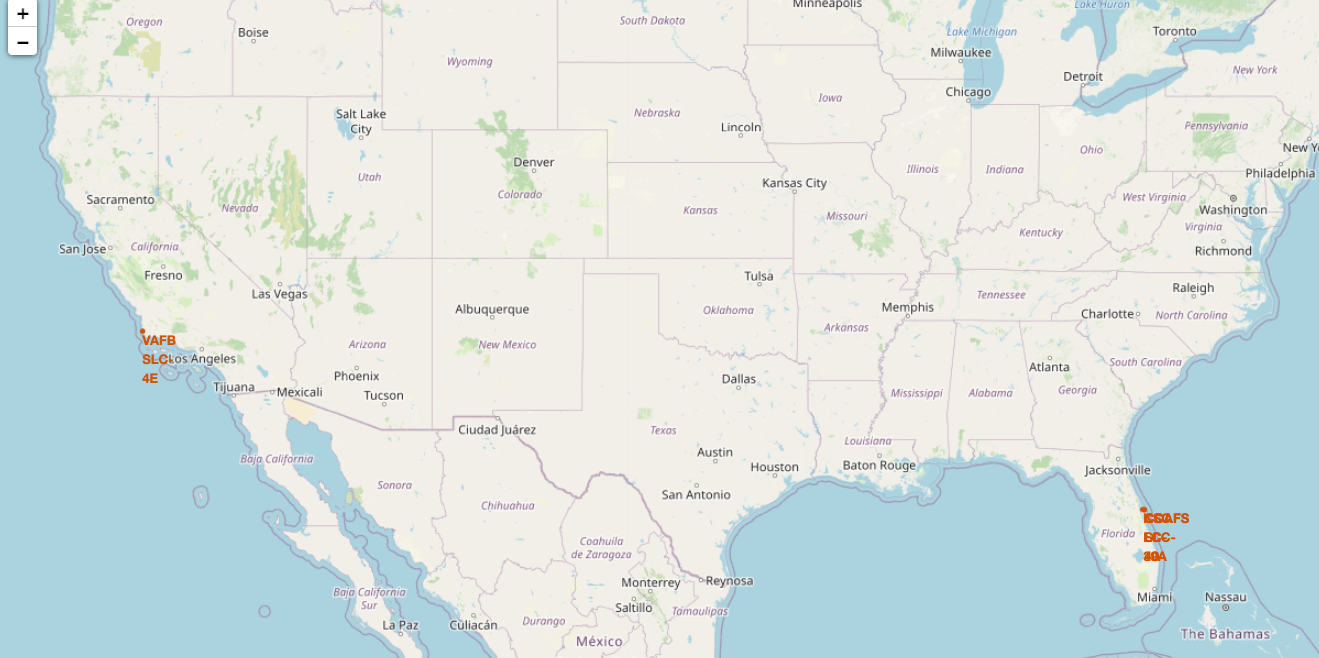 +
−
Oregon
Boise
South Dakota
Minneapolis
Lake Huron
Lake Michigan
Toronto
Wyoming
Milwaukee
Detroit
New York
Chicago
Iowa
Nebraska
Salt Lake
City
Lincoln
Pennsylvania
Ohio
New Y
Denver
Utah
Colorado
Illinois
Indiana
Philadelphia
Kansas City
Sacramento
Nevada
Kansas
Missouri
West Virginia
Washington
Virginia
San Jose
California
Kentucky
Richmond
Fresno
Tulsa
Las Vegas
Raleigh
Tennessee
Albuquerque
Oklahoma
Memphis
Charlotte
North Carolina
Arkansas
VAFB
SLC-
4E
Los Angeles
Arizona
New Mexico
South Carolina
Phoenix
Dallas
Atlanta
Tijuana
Mexicali
Tucson
Mississippi
Alabama
Georgia
Ciudad Juárez
Texas
Louisiana
Austin
Baja California
Houston
Baton Rouge
Jacksonville
Sonora
San Antonio
Chihuahua
Florida
Coahuila
de Zaragoza
Monterrey
Reynosa
Baja California
Sur
Saltillo
Tamaulipas
Miami
Nassau
La Paz
Culiacán
Durango
México
The Bahamas